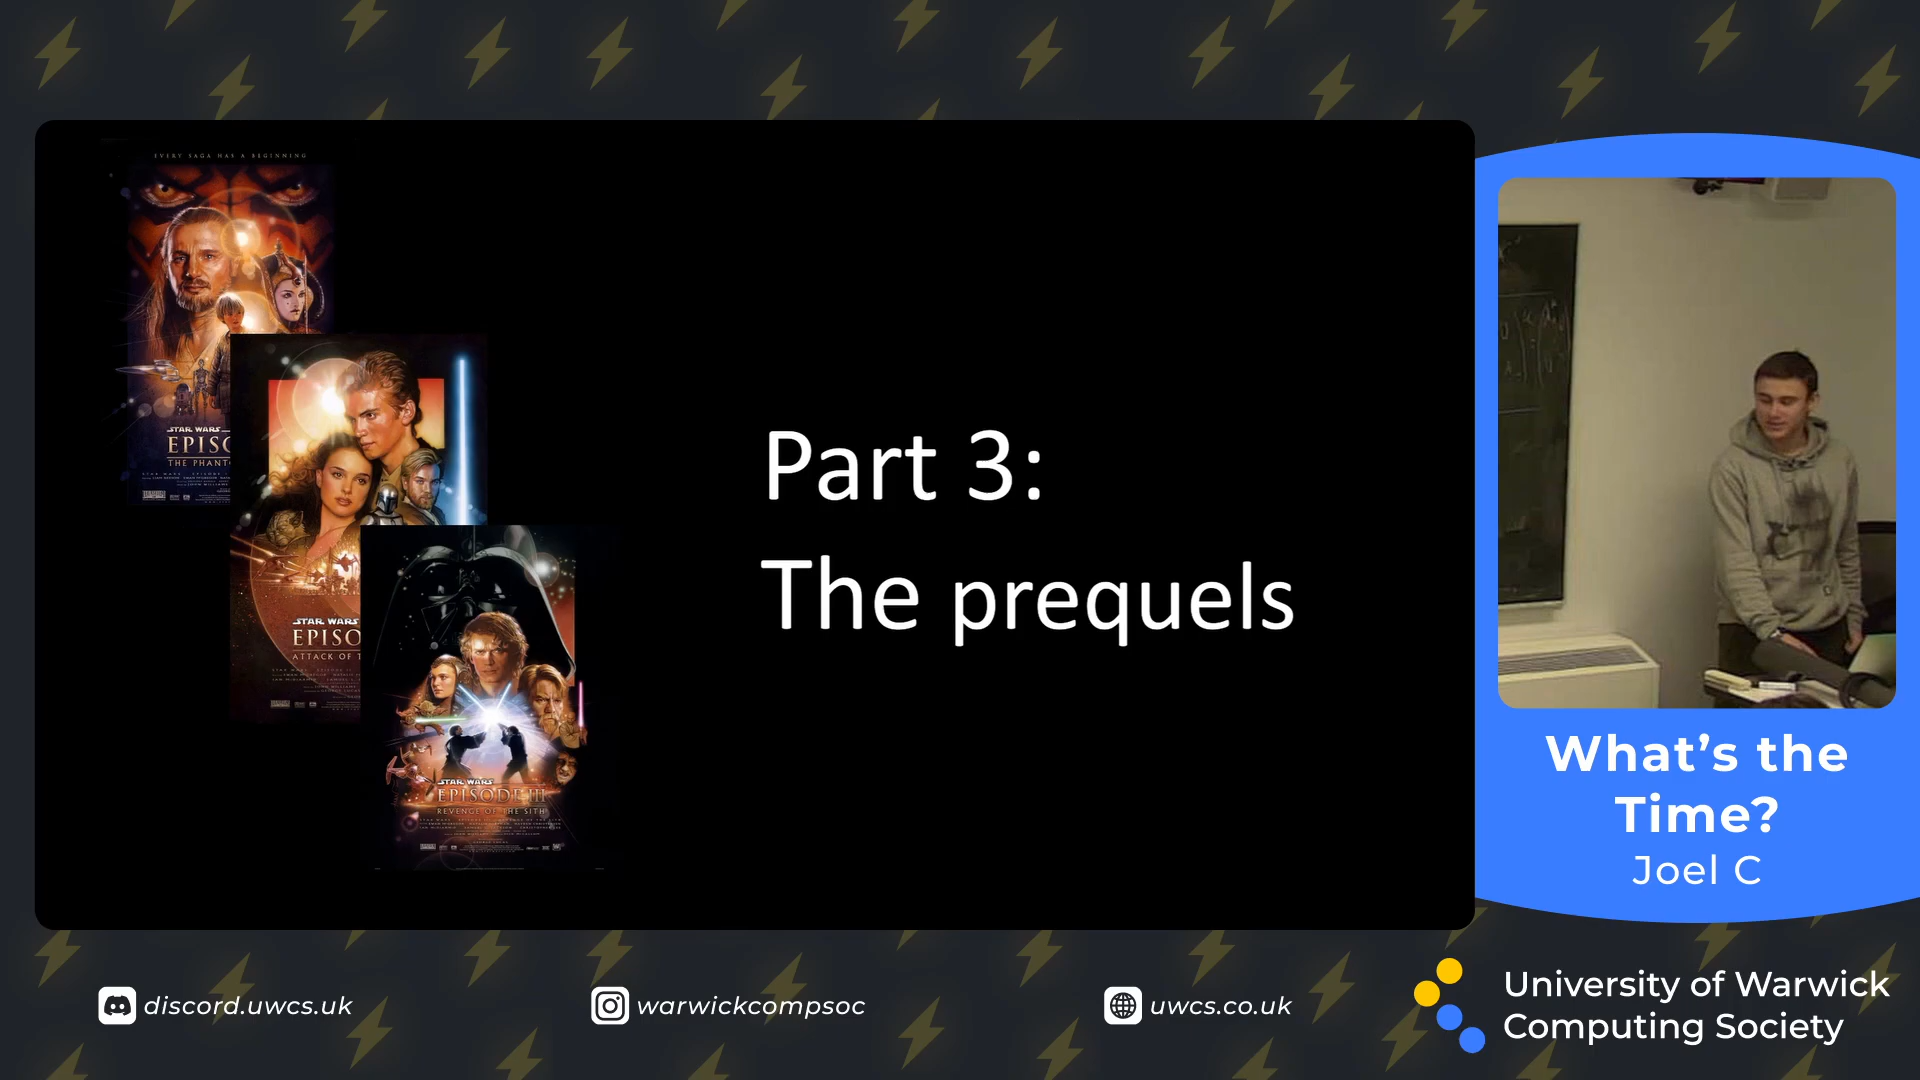 EVERY SAGA HAS A BEGINNING
STAR WARS
EPISO
THE PHANT
STAR WARS
EPISO
ATTACK OF T
STAR WARS
EPISODE III
REVENGE OF THE SITH
Part 3:
The prequels
What's the
Time?
Joel C
discord.uwcs.uk
warwickcompsoc
uwcs.co.uk
University of Warwick
Computing Society